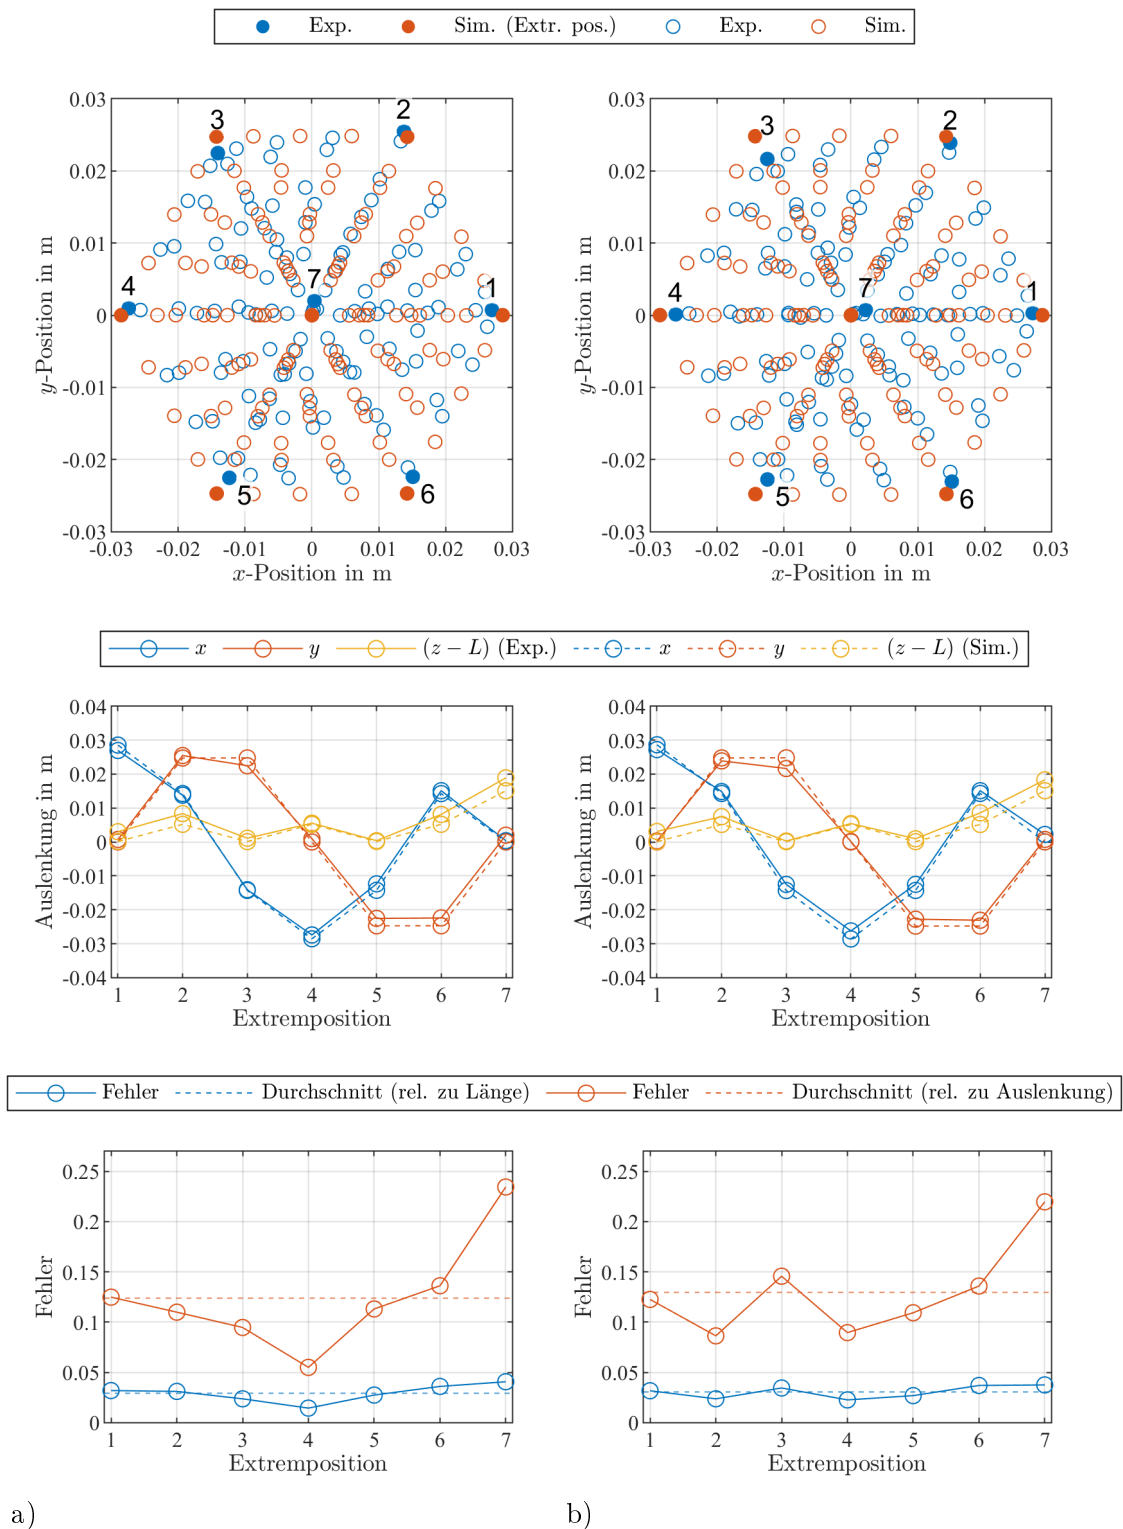 Exp. Sim. (Extr. pos.) Exp. Sim.
0.03 0.02 0.01 0 -0.01 -0.02 -0.03
y-Position in m
1 2 3 4 5 6 7
-0.03 -0.02 -0.01 0 0.01 0.02 0.03
x-Position in m
0.03 0.02 0.01 0 -0.01 -0.02 -0.03
y-Position in m
1 2 3 4 5 6 7
-0.03 -0.02 -0.01 0 0.01 0.02 0.03
x-Position in m
x y (z − L) (Exp.) x y (z − L) (Sim.)
0.04 0.03 0.02 0.01 0 -0.01 -0.02 -0.03 -0.04
Auslenkung in m
1 2 3 4 5 6 7
Extremposition
0.04 0.03 0.02 0.01 0 -0.01 -0.02 -0.03 -0.04
Auslenkung in m
1 2 3 4 5 6 7
Extremposition
Fehler Durchschnitt (rel. zu Länge) Fehler Durchschnitt (rel. zu Auslenkung)
0.25 0.2 0.15 0.1 0.05 0
Fehler
1 2 3 4 5 6 7
Extremposition
0.25 0.2 0.15 0.1 0.05 0
Fehler
1 2 3 4 5 6 7
Extremposition
a) b)